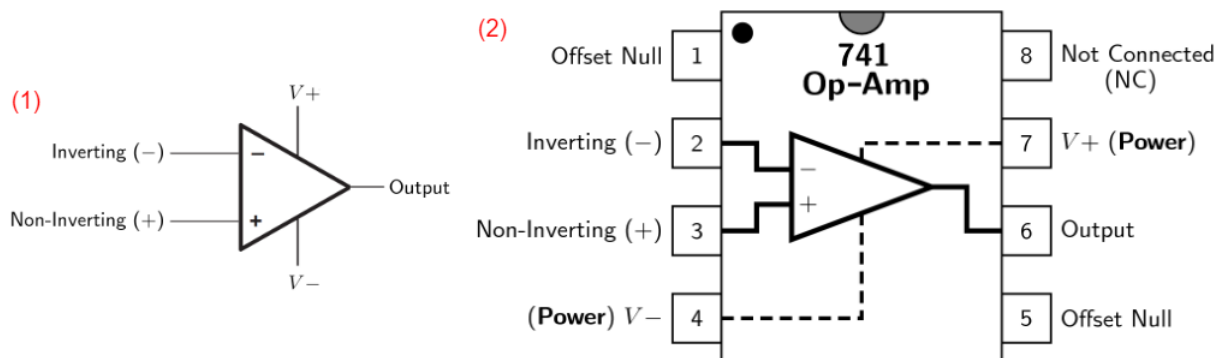 (1)
V+
Inverting (−)
−
Output
Non-Inverting (+)
+
V−
(2)
741
Op-Amp
Offset Null 1
8 Not Connected
(NC)
Inverting (−) 2
−
7 V+ (Power)
Non-Inverting (+) 3
+
6 Output
(Power) V− 4
5 Offset Null